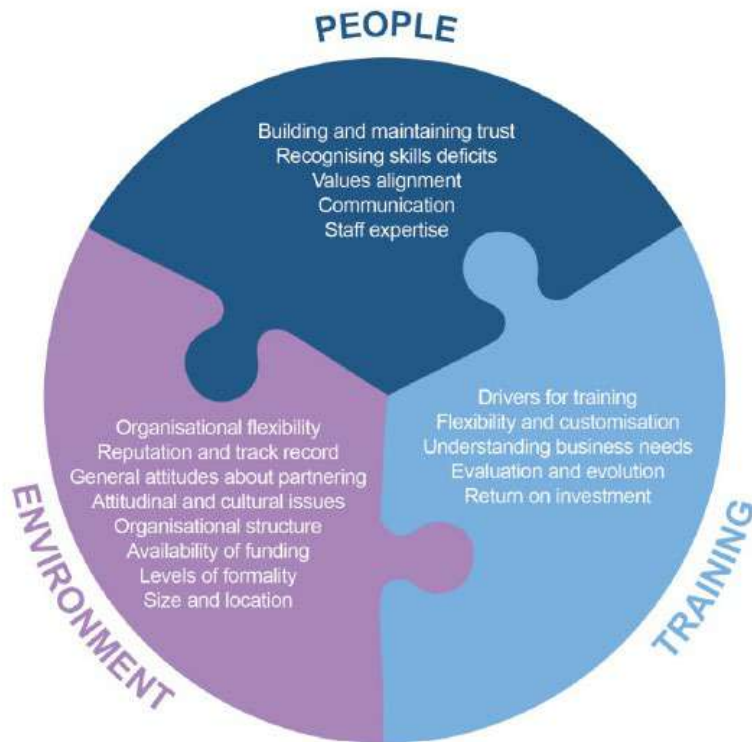 PEOPLE
Building and maintaining trust
Recognising skills deficits
Values alignment
Communication
Staff expertise
Organisational flexibility
Reputation and track record
General attitudes about partnering
Attitudinal and cultural issues
Organisational structure
Availability of funding
Levels of formality
Size and location
ENVIRONMENT
Drivers for training
Flexibility and customisation
Understanding business needs
Evaluation and evolution
Return on investment
TRAINING